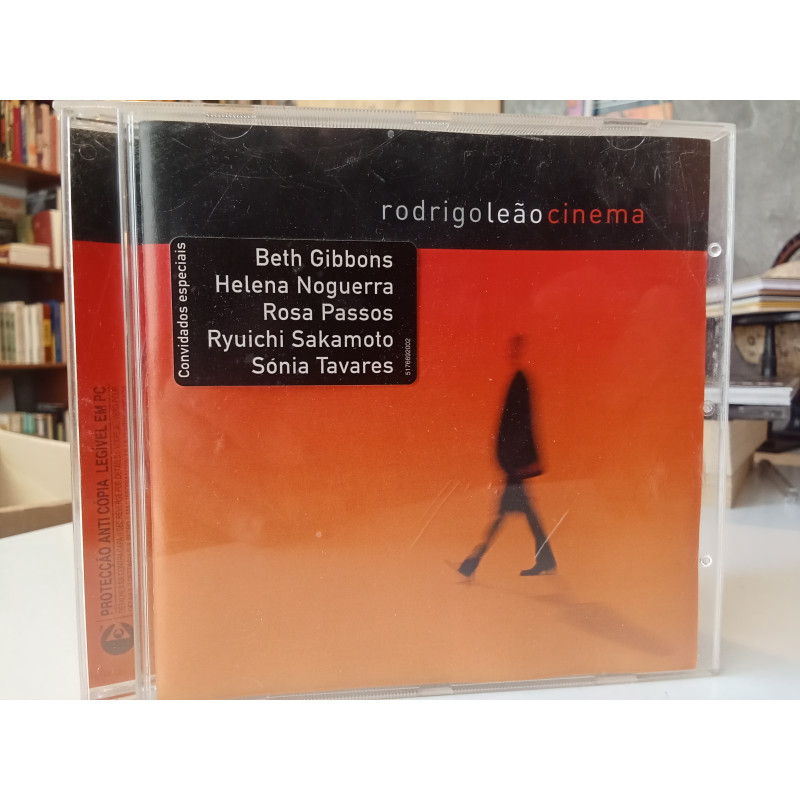 rodrigoleãocinema
Convidados especiais
Beth Gibbons
Helena Noguerra
Rosa Passos
Ryuichi Sakamoto
Sónia Tavares
5176692002
PROTECÇÃO ANTI CÓPIA LEGÍVEL EM PC